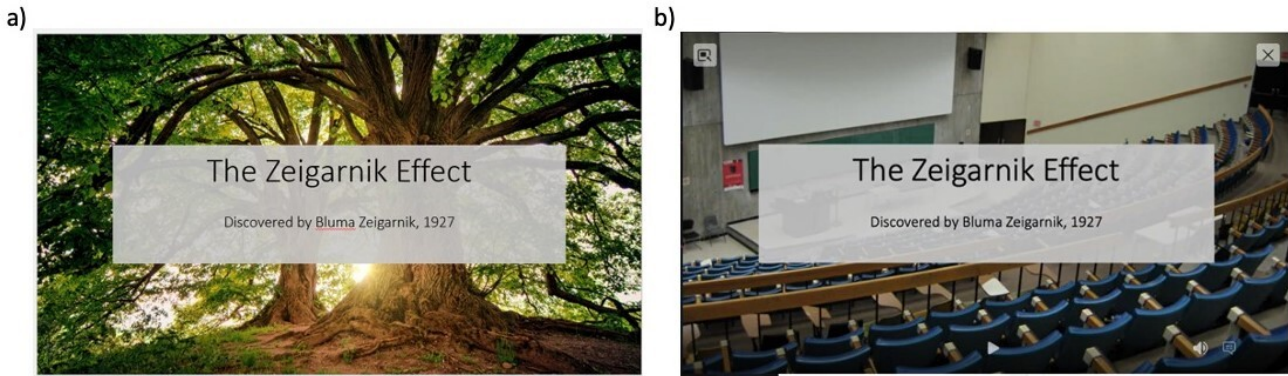 a)
b)
The Zeigarnik Effect
Discovered by Bluma Zeigarnik, 1927
The Zeigarnik Effect
Discovered by Bluma Zeigarnik, 1927